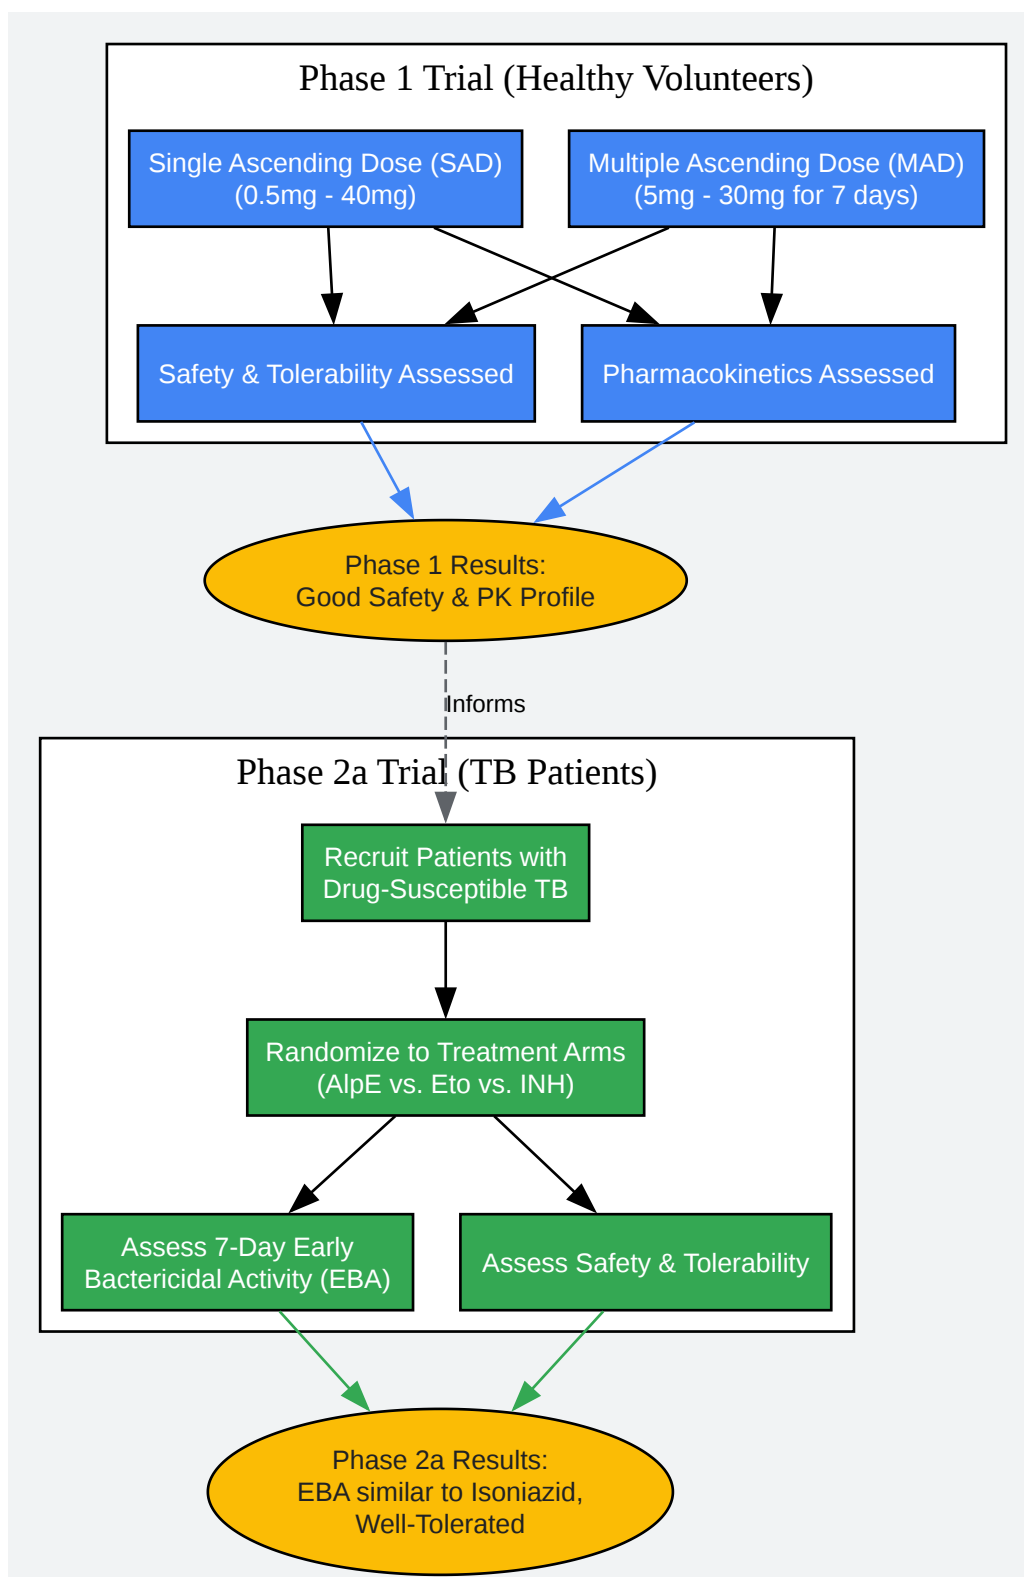 Phase 1 Trial (Healthy Volunteers)
Single Ascending Dose (SAD)
(0.5mg - 40mg)
Multiple Ascending Dose (MAD)
(5mg - 30mg for 7 days)
Safety & Tolerability Assessed
Pharmacokinetics Assessed
Phase 1 Results:
Good Safety & PK Profile
Informs
Phase 2a Trial (TB Patients)
Recruit Patients with
Drug-Susceptible TB
Randomize to Treatment Arms
(AlpE vs. Eto vs. INH)
Assess 7-Day Early
Bactericidal Activity (EBA)
Assess Safety & Tolerability
Phase 2a Results:
EBA similar to Isoniazid,
Well-Tolerated